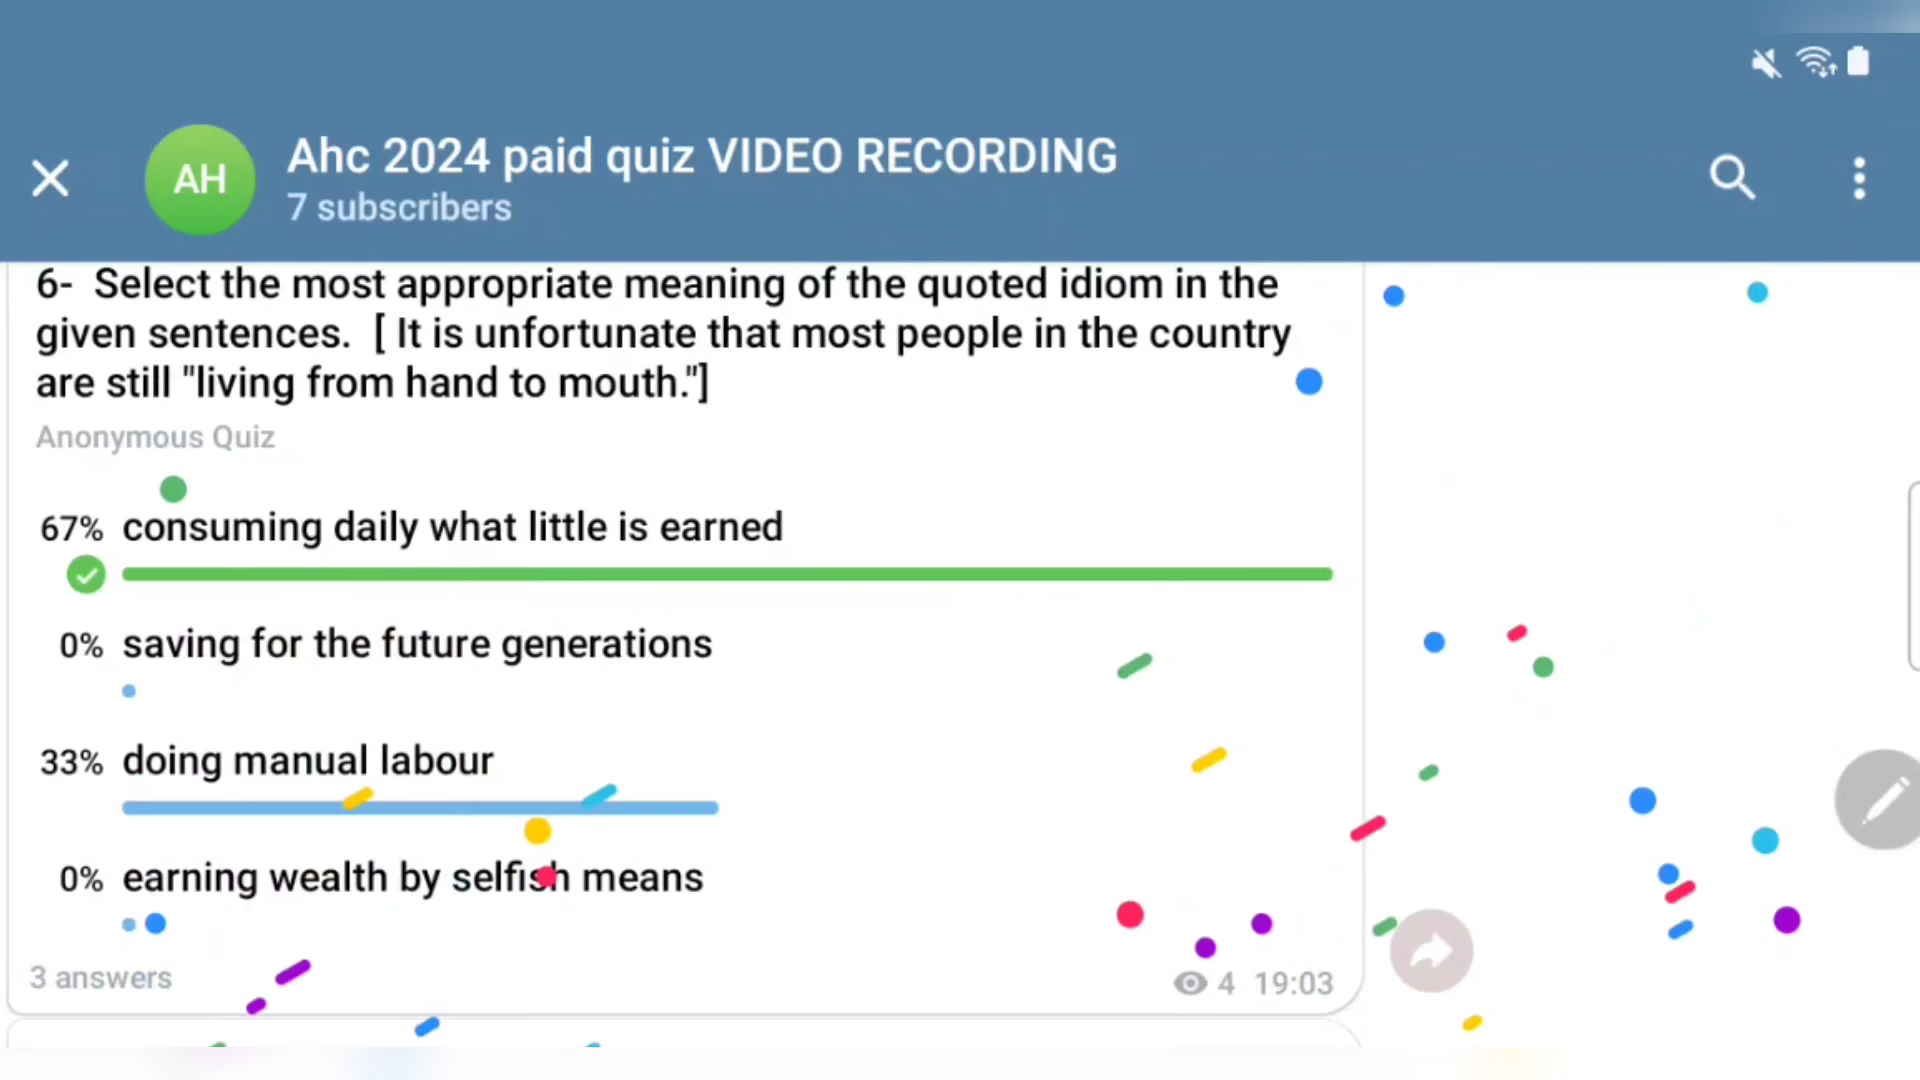 Ahc 2024 paid quiz VIDEO RECORDING
AH
7 subscribers
6- Select the most appropriate meaning of the quoted idiom in the
given sentences. [ It is unfortunate that most people in the country
are still "living from hand to mouth."]
Anonymous Quiz
67% consuming daily what little is earned
0% saving for the future generations
33% doing manual labour
0% earning wealth by selfish means
3 answers
4 19:03